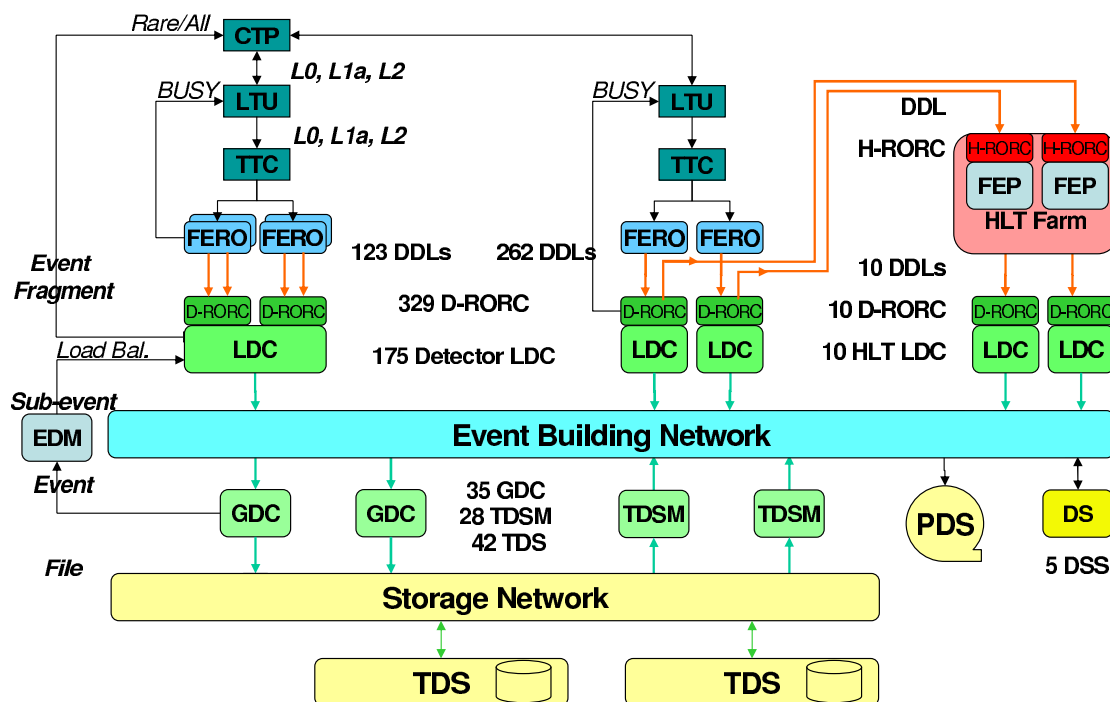 Rare/All
CTP
L0, L1a, L2
BUSY
LTU
BUSY
LTU
DDL
L0, L1a, L2
TTC
TTC
H-RORC
H-RORC
H-RORC
FEP
FEP
HLT Farm
FERO
FERO
FERO
FERO
123 DDLs
262 DDLs
Event
Fragment
10 DDLs
D-RORC
D-RORC
329 D-RORC
D-RORC
D-RORC
10 D-RORC
D-RORC
D-RORC
Load Bal.
LDC
175 Detector LDC
LDC
LDC
10 HLT LDC
LDC
LDC
Sub-event
EDM
Event Building Network
Event
GDC
GDC
35 GDC
28 TDSM
42 TDS
TDSM
TDSM
PDS
DS
File
5 DSS
Storage Network
TDS
TDS